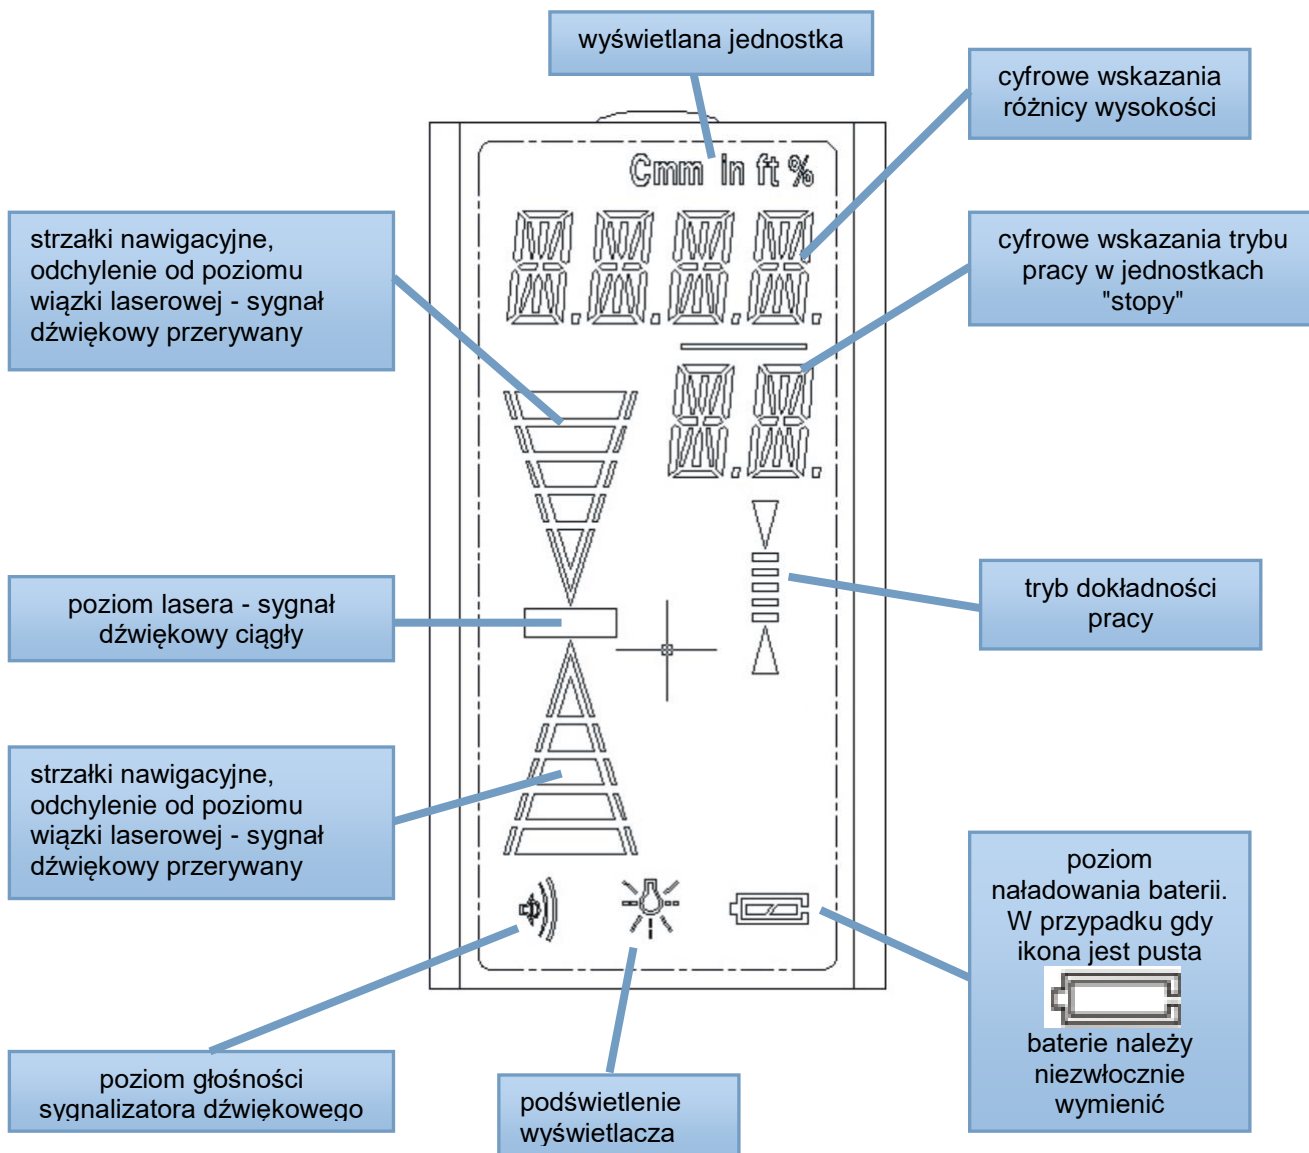 wyświetlana jednostka
cyfrowe wskazania
różnicy wysokości
Cmm in ft %
strzałki nawigacyjne,
odchylenie od poziomu
wiązki laserowej - sygnał
dźwiękowy przerywany
cyfrowe wskazania trybu
pracy w jednostkach
"stopy"
poziom lasera - sygnał
dźwiękowy ciągły
tryb dokładności
pracy
strzałki nawigacyjne,
odchylenie od poziomu
wiązki laserowej - sygnał
dźwiękowy przerywany
poziom
naładowania baterii.
W przypadku gdy
ikona jest pusta
baterie należy
niezwłocznie
wymienić
poziom głośności
sygnalizatora dźwiękowego
podświetlenie
wyświetlacza